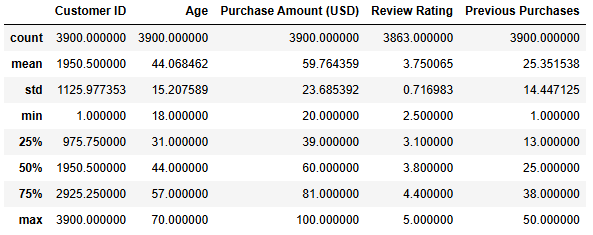 Customer ID Age Purchase Amount (USD) Review Rating Previous Purchases
count 3900.000000 3900.000000 3900.000000 3863.000000 3900.000000
mean 1950.500000 44.068462 59.764359 3.750065 25.351538
std 1125.977353 15.207589 23.685392 0.716983 14.447125
min 1.000000 18.000000 20.000000 2.500000 1.000000
25% 975.750000 31.000000 39.000000 3.100000 13.000000
50% 1950.500000 44.000000 60.000000 3.800000 25.000000
75% 2925.250000 57.000000 81.000000 4.400000 38.000000
max 3900.000000 70.000000 100.000000 5.000000 50.000000